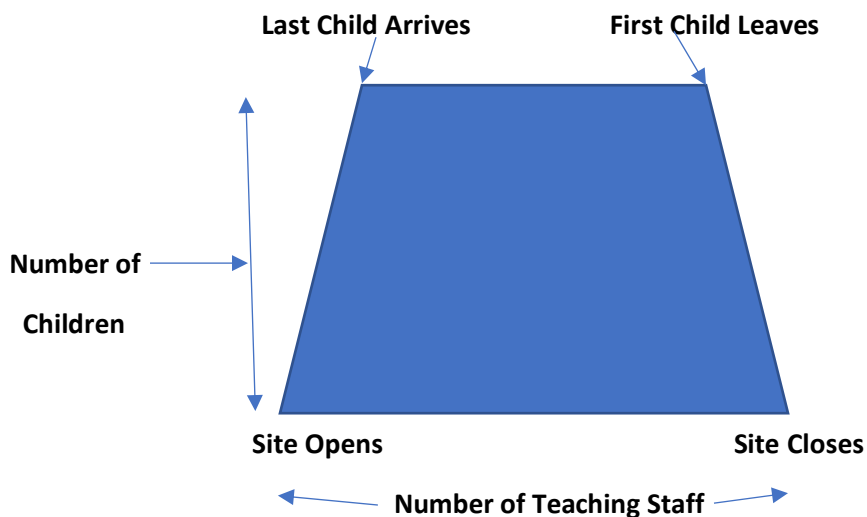 Last Child Arrives
First Child Leaves
Number of
Children
Site Opens
Site Closes
Number of Teaching Staff